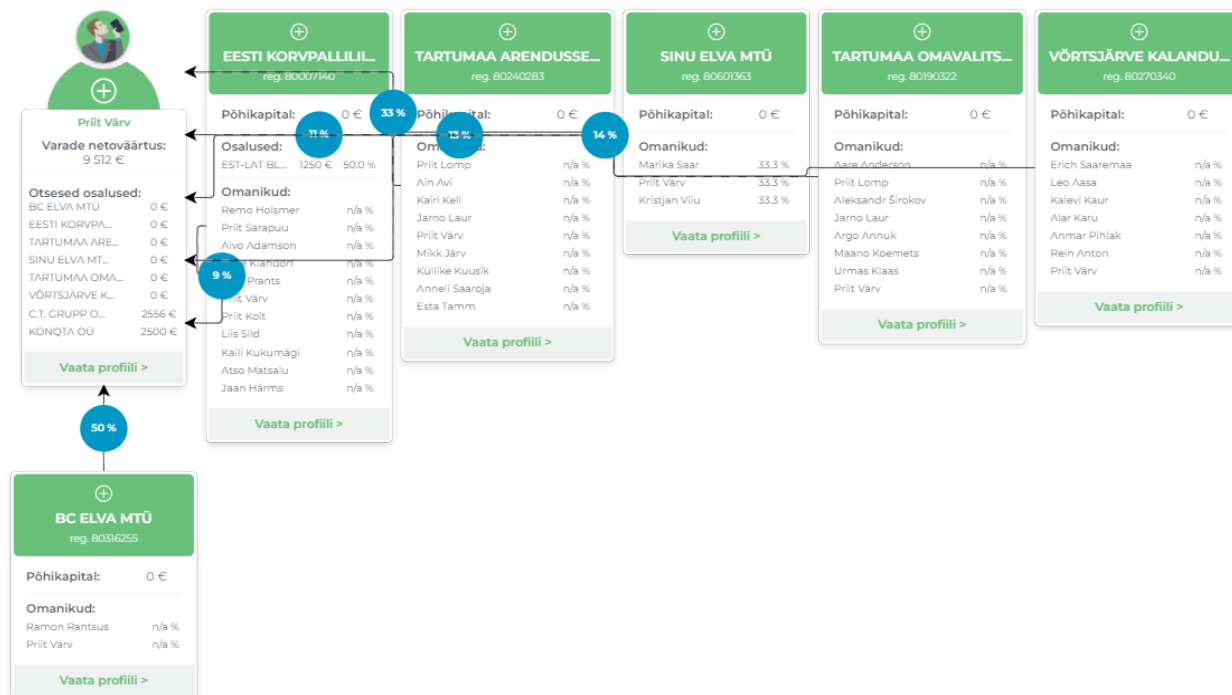 Priit Värv
Varade netoväärtus:
9 512 €
Otsesed osalused:
BC ELVA MTÜ 0 €
EESTI KORVPA... 0 €
TARTUMAA ARE... 0 €
SINU ELVA MT... 0 €
TARTUMAA OMA... 0 €
VÕRTSJÄRVE K... 0 €
C.T. GRUPP O... 2556 €
KONQTA OÜ 2500 €
Vaata profiili >
50 %
BC ELVA MTÜ
reg. 80316255
Põhikapital: 0 €
Omanikud:
Ramon Rantsus n/a %
Priit Värv n/a %
Vaata profiili >
EESTI KORVPALLILII...
reg. 80007140
Põhikapital: 0 €
11 %
Osalused:
EST-LAT BL... 1250 € 50.0 %
Omanikud:
Remo Holsmer n/a %
Priit Sarapuu n/a %
Aivo Adamson n/a %
Klandorf n/a %
9 %
Prants n/a %
Priit Värv n/a %
Priit Koit n/a %
Liis Sild n/a %
Kaili Kukumägi n/a %
Atso Matsalu n/a %
Jaan Härms n/a %
Vaata profiili >
33 %
TARTUMAA ARENDUSSE...
reg. 80240283
Põhikapital: 0 €
13 %
Omanikud:
Priit Lomp n/a %
Ain Avi n/a %
Kairi Kell n/a %
Jarno Laur n/a %
Priit Värv n/a %
Mikk Järv n/a %
Küllike Kuusik n/a %
Anneli Saaroja n/a %
Esta Tamm n/a %
Vaata profiili >
14 %
SINU ELVA MTÜ
reg. 80601363
Põhikapital: 0 €
Omanikud:
Marika Saar 33.3 %
Priit Värv 33.3 %
Kristjan Vilu 33.3 %
Vaata profiili >
TARTUMAA OMAVALITS...
reg. 80190322
Põhikapital: 0 €
Omanikud:
Aare Anderson n/a %
Priit Lomp n/a %
Aleksandr Širokov n/a %
Jarno Laur n/a %
Argo Annuk n/a %
Maano Koemets n/a %
Urmas Klaas n/a %
Priit Värv n/a %
Vaata profiili >
VÕRTSJÄRVE KALANDU...
reg. 80270340
Põhikapital: 0 €
Omanikud:
Erich Saaremaa n/a %
Leo Aasa n/a %
Kalevi Kaur n/a %
Alar Karu n/a %
Anmar Pihlak n/a %
Rein Anton n/a %
Priit Värv n/a %
Vaata profiili >